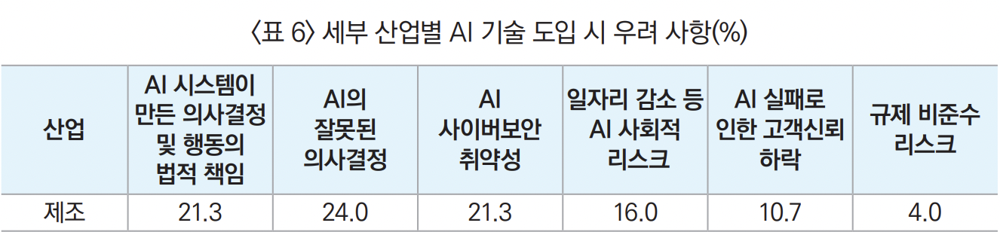 〈표 6〉 세부 산업별 AI 기술 도입 시 우려 사항(%)
산업
AI 시스템이
만든 의사결정
및 행동의
법적 책임
AI의
잘못된
의사결정
AI
사이버보안
취약성
일자리 감소 등
AI 사회적
리스크
AI 실패로
인한 고객신뢰
하락
규제 비준수
리스크
제조 21.3 24.0 21.3 16.0 10.7 4.0